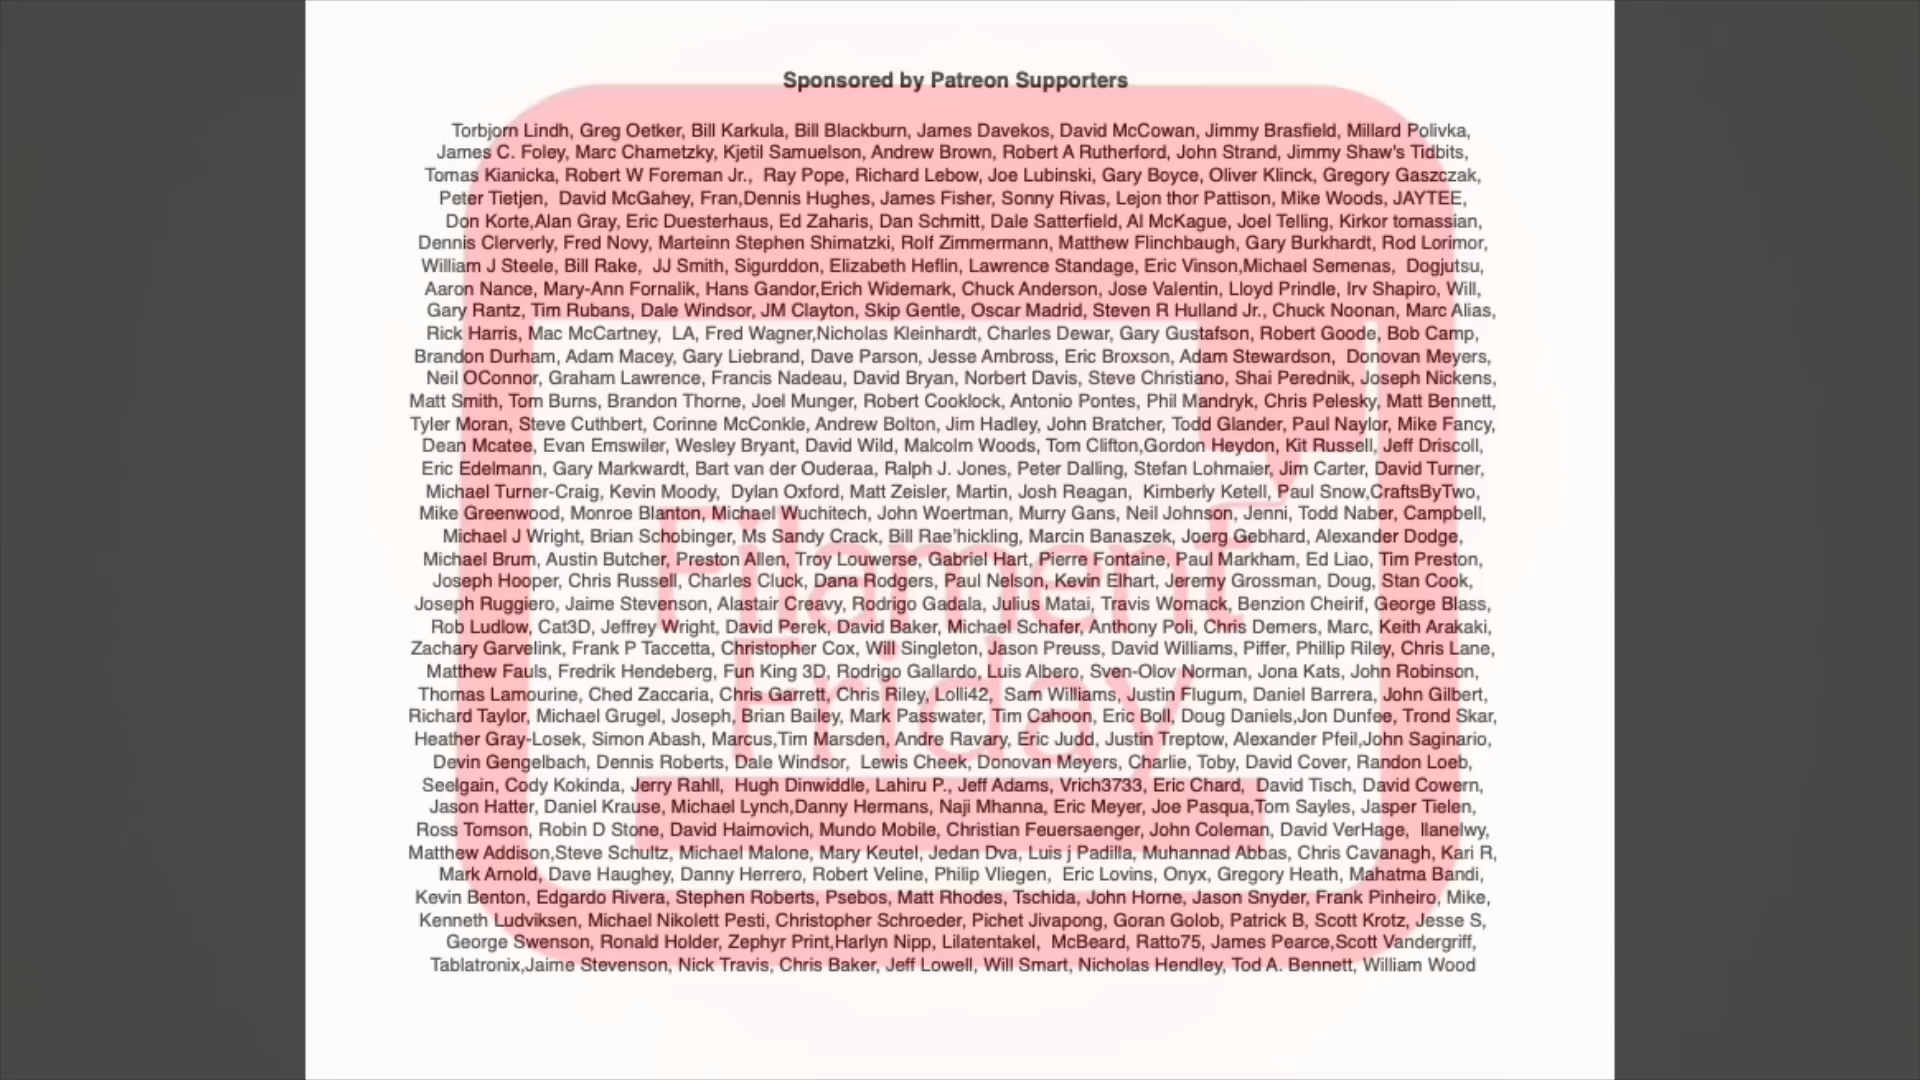 Sponsored by Patreon Supporters
Torbjorn Lindh, Greg Oetker, Bill Karkula, Bill Blackburn, James Davekos, David McCowan, Jimmy Brasfield, Millard Polivka,
James C. Foley, Marc Chametzky, Kjetil Samuelson, Andrew Brown, Robert A Rutherford, John Strand, Jimmy Shaw's Tidbits,
Tomas Kianicka, Robert W Foreman Jr.,  Ray Pope, Richard Lebow, Joe Lubinski, Gary Boyce, Oliver Klinck, Gregory Gaszczak,
Peter Tietjen,  David McGahey, Fran,Dennis Hughes, James Fisher, Sonny Rivas, Lejon thor Pattison, Mike Woods, JAYTEE,
Don Korte,Alan Gray, Eric Duesterhaus, Ed Zaharis, Dan Schmitt, Dale Satterfield, Al McKague, Joel Telling, Kirkor tomassian,
Dennis Clerverly, Fred Novy, Marteinn Stephen Shimatzki, Rolf Zimmermann, Matthew Flinchbaugh, Gary Burkhardt, Rod Lorimor,
William J Steele, Bill Rake,  JJ Smith, Sigurddon, Elizabeth Heflin, Lawrence Standage, Eric Vinson,Michael Semenas,  Dogjutsu,
Aaron Nance, Mary-Ann Fornalik, Hans Gandor,Erich Widemark, Chuck Anderson, Jose Valentin, Lloyd Prindle, Irv Shapiro, Will,
Gary Rantz, Tim Rubans, Dale Windsor, JM Clayton, Skip Gentle, Oscar Madrid, Steven R Hulland Jr., Chuck Noonan, Marc Alias,
Rick Harris, Mac McCartney,  LA, Fred Wagner,Nicholas Kleinhardt, Charles Dewar, Gary Gustafson, Robert Goode, Bob Camp,
Brandon Durham, Adam Macey, Gary Liebrand, Dave Parson, Jesse Ambross, Eric Broxson, Adam Stewardson,  Donovan Meyers,
Neil OConnor, Graham Lawrence, Francis Nadeau, David Bryan, Norbert Davis, Steve Christiano, Shai Perednik, Joseph Nickens,
Matt Smith, Tom Burns, Brandon Thorne, Joel Munger, Robert Cooklock, Antonio Pontes, Phil Mandryk, Chris Pelesky, Matt Bennett,
Tyler Moran, Steve Cuthbert, Corinne McConkle, Andrew Bolton, Jim Hadley, John Bratcher, Todd Glander, Paul Naylor, Mike Fancy,
Dean Mcatee, Evan Emswiler, Wesley Bryant, David Wild, Malcolm Woods, Tom Clifton,Gordon Heydon, Kit Russell, Jeff Driscoll,
Eric Edelmann, Gary Markwardt, Bart van der Ouderaa, Ralph J. Jones, Peter Dalling, Stefan Lohmaier, Jim Carter, David Turner,
Michael Turner-Craig, Kevin Moody,  Dylan Oxford, Matt Zeisler, Martin, Josh Reagan,  Kimberly Ketell, Paul Snow,CraftsByTwo,
Mike Greenwood, Monroe Blanton, Michael Wuchitech, John Woertman, Murry Gans, Neil Johnson, Jenni, Todd Naber, Campbell,
Michael J Wright, Brian Schobinger, Ms Sandy Crack, Bill Rae'hickling, Marcin Banaszek, Joerg Gebhard, Alexander Dodge,
Michael Brum, Austin Butcher, Preston Allen, Troy Louwerse, Gabriel Hart, Pierre Fontaine, Paul Markham, Ed Liao, Tim Preston,
Joseph Hooper, Chris Russell, Charles Cluck, Dana Rodgers, Paul Nelson, Kevin Elhart, Jeremy Grossman, Doug, Stan Cook,
Joseph Ruggiero, Jaime Stevenson, Alastair Creavy, Rodrigo Gadala, Julius Matai, Travis Womack, Benzion Cheirif, George Blass,
Rob Ludlow, Cat3D, Jeffrey Wright, David Perek, David Baker, Michael Schafer, Anthony Poli, Chris Demers, Marc, Keith Arakaki,
Zachary Garvelink, Frank P Taccetta, Christopher Cox, Will Singleton, Jason Preuss, David Williams, Piffer, Phillip Riley, Chris Lane,
Matthew Fauls, Fredrik Hendeberg, Fun King 3D, Rodrigo Gallardo, Luis Albero, Sven-Olov Norman, Jona Kats, John Robinson,
Thomas Lamourine, Ched Zaccaria, Chris Garrett, Chris Riley, Lolli42,  Sam Williams, Justin Flugum, Daniel Barrera, John Gilbert,
Richard Taylor, Michael Grugel, Joseph, Brian Bailey, Mark Passwater, Tim Cahoon, Eric Boll, Doug Daniels,Jon Dunfee, Trond Skar,
Heather Gray-Losek, Simon Abash, Marcus,Tim Marsden, Andre Ravary, Eric Judd, Justin Treptow, Alexander Pfeil,John Saginario,
Devin Gengelbach, Dennis Roberts, Dale Windsor,  Lewis Cheek, Donovan Meyers, Charlie, Toby, David Cover, Randon Loeb,
Seelgain, Cody Kokinda, Jerry Rahll,  Hugh Dinwiddle, Lahiru P., Jeff Adams, Vrich3733, Eric Chard,  David Tisch, David Cowern,
Jason Hatter, Daniel Krause, Michael Lynch,Danny Hermans, Naji Mhanna, Eric Meyer, Joe Pasqua,Tom Sayles, Jasper Tielen,
Ross Tomson, Robin D Stone, David Haimovich, Mundo Mobile, Christian Feuersaenger, John Coleman, David VerHage,  llanelwy,
Matthew Addison,Steve Schultz, Michael Malone, Mary Keutel, Jedan Dva, Luis j Padilla, Muhannad Abbas, Chris Cavanagh, Kari R,
Mark Arnold, Dave Haughey, Danny Herrero, Robert Veline, Philip Vliegen,  Eric Lovins, Onyx, Gregory Heath, Mahatma Bandi,
Kevin Benton, Edgardo Rivera, Stephen Roberts, Psebos, Matt Rhodes, Tschida, John Horne, Jason Snyder, Frank Pinheiro, Mike,
Kenneth Ludviksen, Michael Nikolett Pesti, Christopher Schroeder, Pichet Jivapong, Goran Golob, Patrick B, Scott Krotz, Jesse S,
George Swenson, Ronald Holder, Zephyr Print,Harlyn Nipp, Lilatentakel,  McBeard, Ratto75, James Pearce,Scott Vandergriff,
Tablatronix,Jaime Stevenson, Nick Travis, Chris Baker, Jeff Lowell, Will Smart, Nicholas Hendley, Tod A. Bennett, William Wood
Filament
Friday